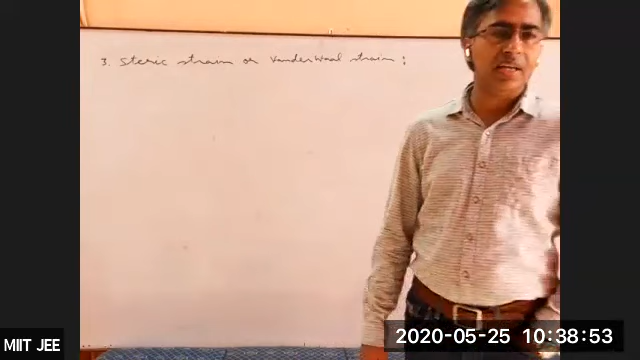 3. Steric strain or Vanderwaal strain :
MIIT JEE
2020-05-25 10:38:53